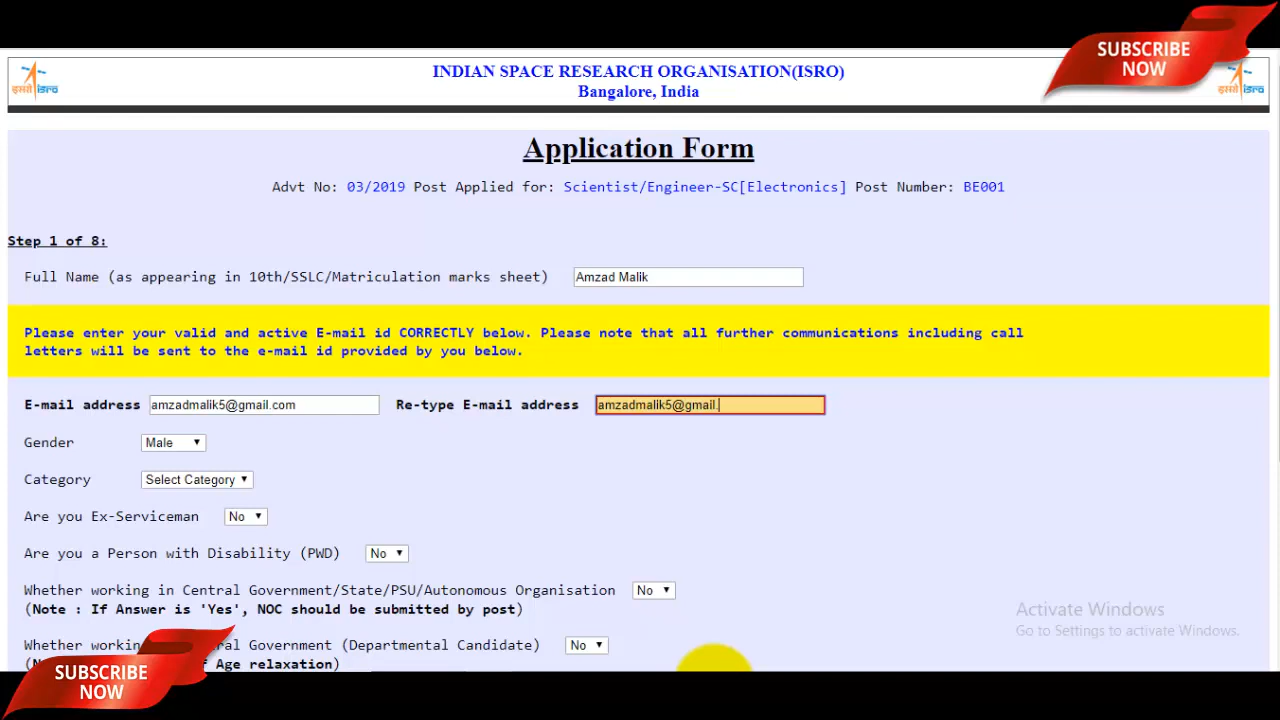 SUBSCRIBE
NOW
INDIAN SPACE RESEARCH ORGANISATION(ISRO)
Bangalore, India
इसरो isro
इसरो isro
Application Form
Advt No: 03/2019 Post Applied for: Scientist/Engineer-SC[Electronics] Post Number: BE001
Step 1 of 8:
Full Name (as appearing in 10th/SSLC/Matriculation marks sheet) Amzad Malik
Please enter your valid and active E-mail id CORRECTLY below. Please note that all further communications including call
letters will be sent to the e-mail id provided by you below.
E-mail address amzadmalik5@gmail.com Re-type E-mail address amzadmalik5@gmail.
Gender Male
Category Select Category
Are you Ex-Serviceman No
Are you a Person with Disability (PWD) No
Whether working in Central Government/State/PSU/Autonomous Organisation No
(Note : If Answer is 'Yes', NOC should be submitted by post)
Activate Windows
Go to Settings to activate Windows.
Whether Government (Departmental Candidate) No
Age relaxation)
SUBSCRIBE
NOW